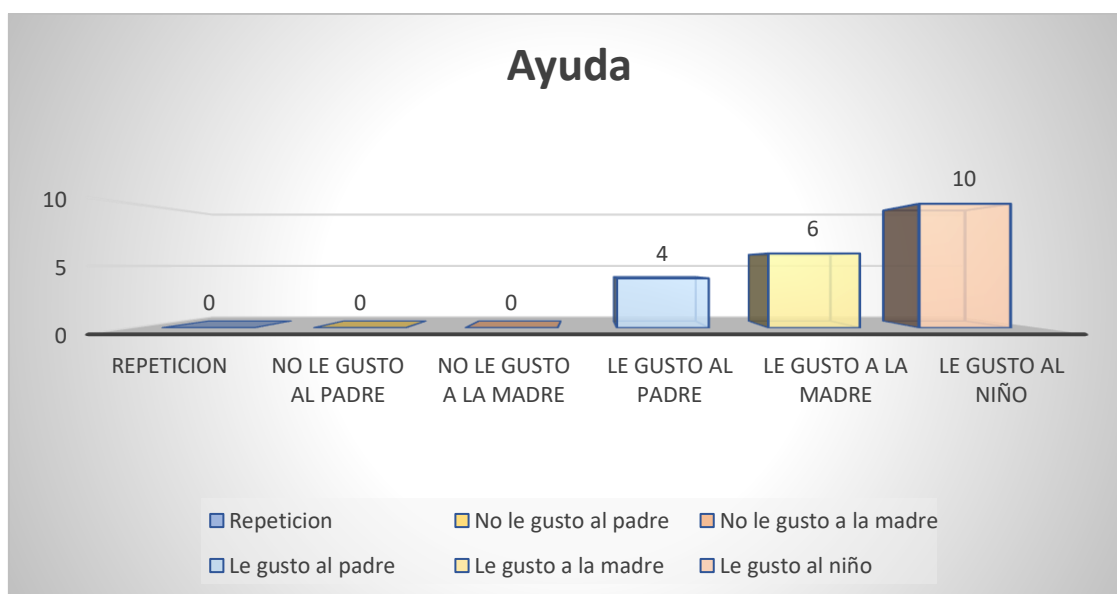 Ayuda
10
5
0
0
0
0
4
6
10
REPETICION
NO LE GUSTO
AL PADRE
NO LE GUSTO
A LA MADRE
LE GUSTO AL
PADRE
LE GUSTO A LA
MADRE
LE GUSTO AL
NIÑO
Repeticion
No le gusto al padre
No le gusto a la madre
Le gusto al padre
Le gusto a la madre
Le gusto al niño